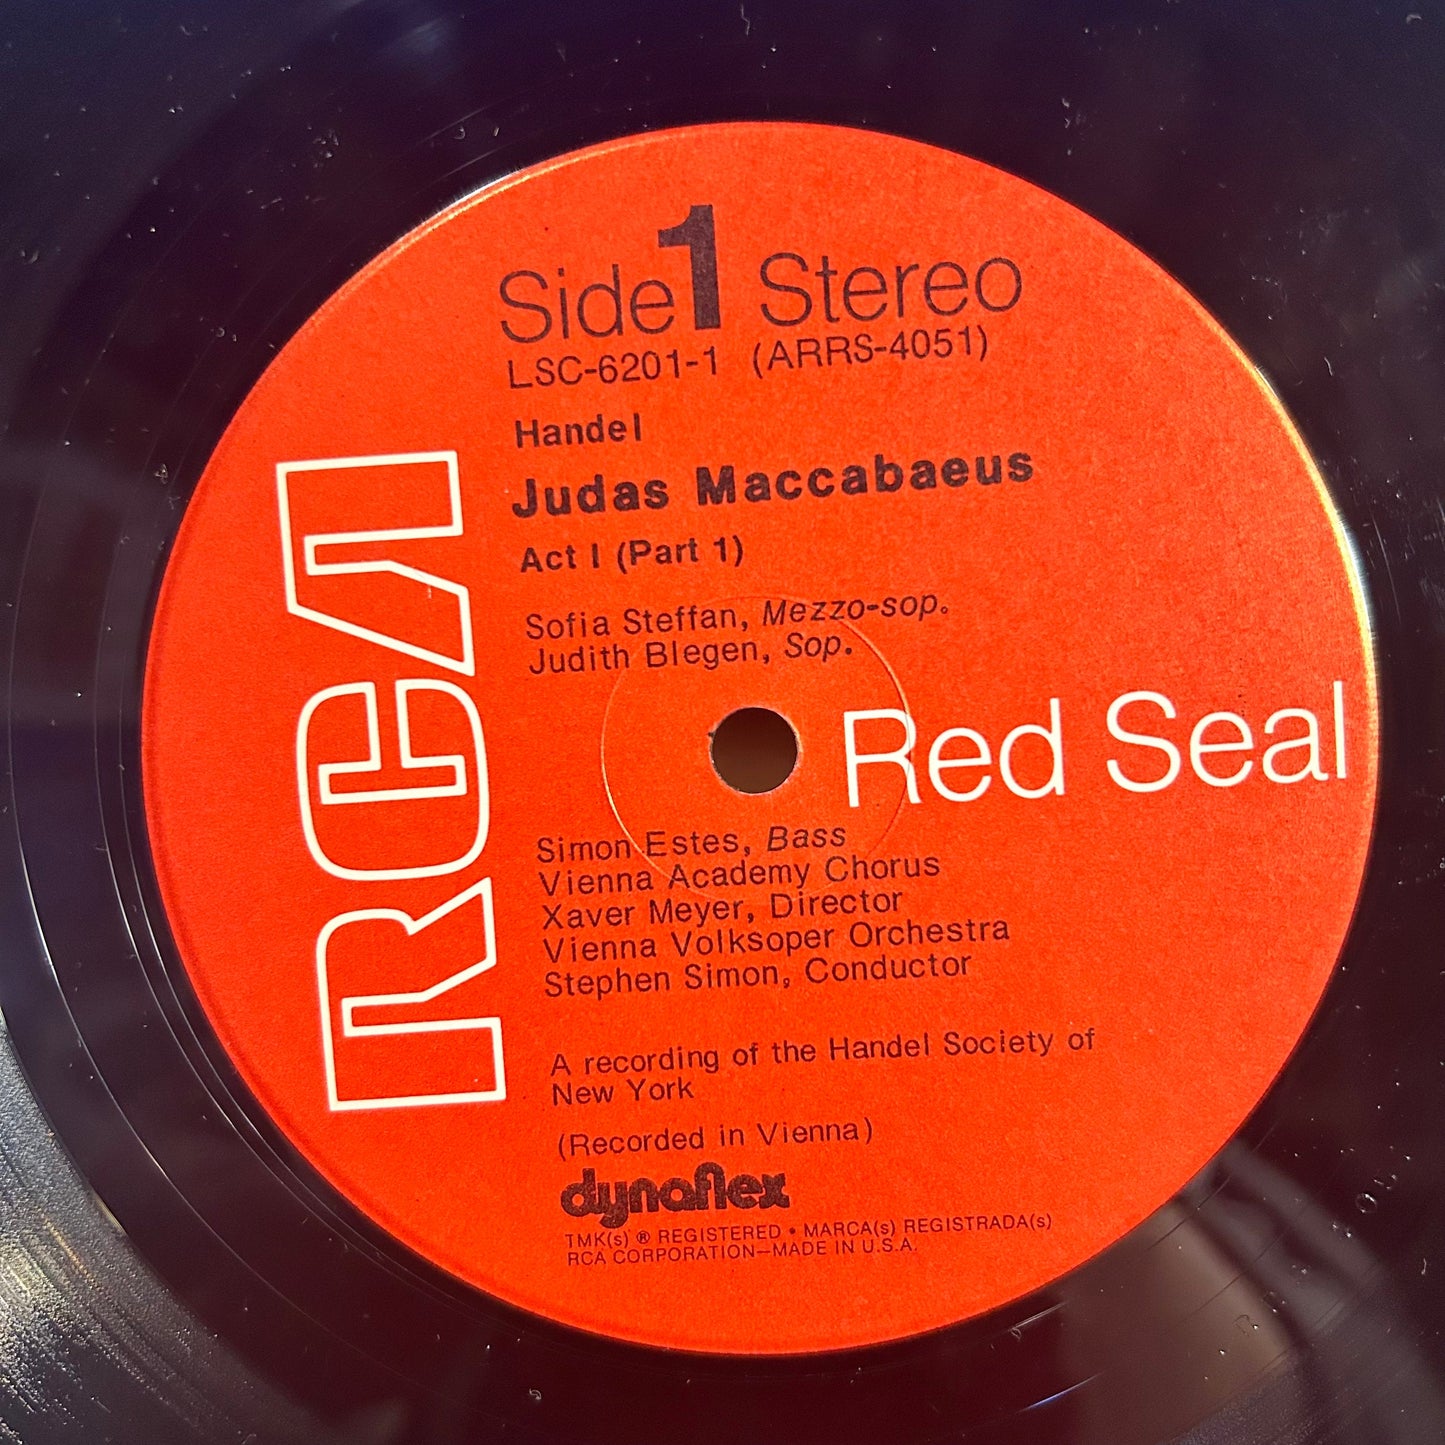 Side 1 Stereo
LSC-6201-1 (ARRS-4051)
Handel
Judas Maccabaeus
Act I (Part 1)
Sofia Steffan, Mezzo-sop.
Judith Blegen, Sop.
RCA
Red Seal
Simon Estes, Bass
Vienna Academy Chorus
Xaver Meyer, Director
Vienna Volksoper Orchestra
Stephen Simon, Conductor
A recording of the Handel Society of
New York
(Recorded in Vienna)
dynaflex
TMK(s) ® REGISTERED • MARCA(s) REGISTRADA(s)
RCA CORPORATION—MADE IN U.S.A.